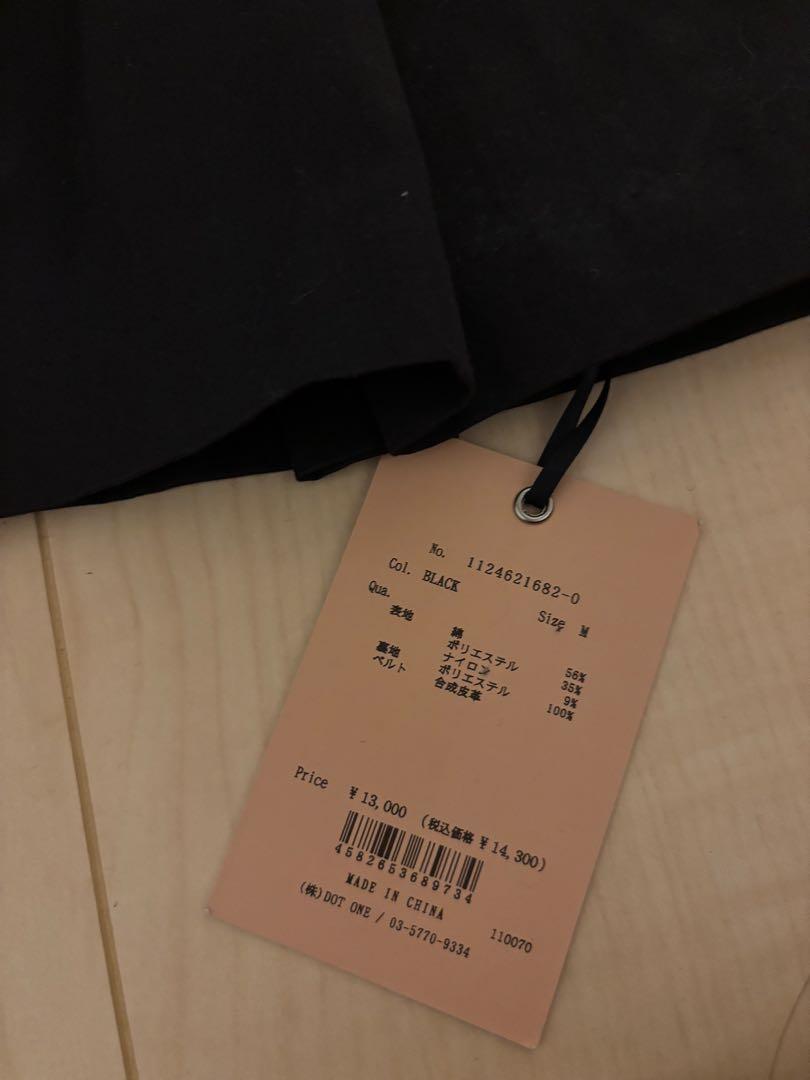 No. 1124621682-0
Col. BLACK Size M
Qua.
表地 綿 56%
ポリエステル 35%
ナイロン 9%
裏地 ポリエステル 100%
ベルト 合成皮革
Price ¥13,000 (税込価格 ¥14,300)
4582653689734
MADE IN CHINA
(株)DOT ONE / 03-5770-9334 110070